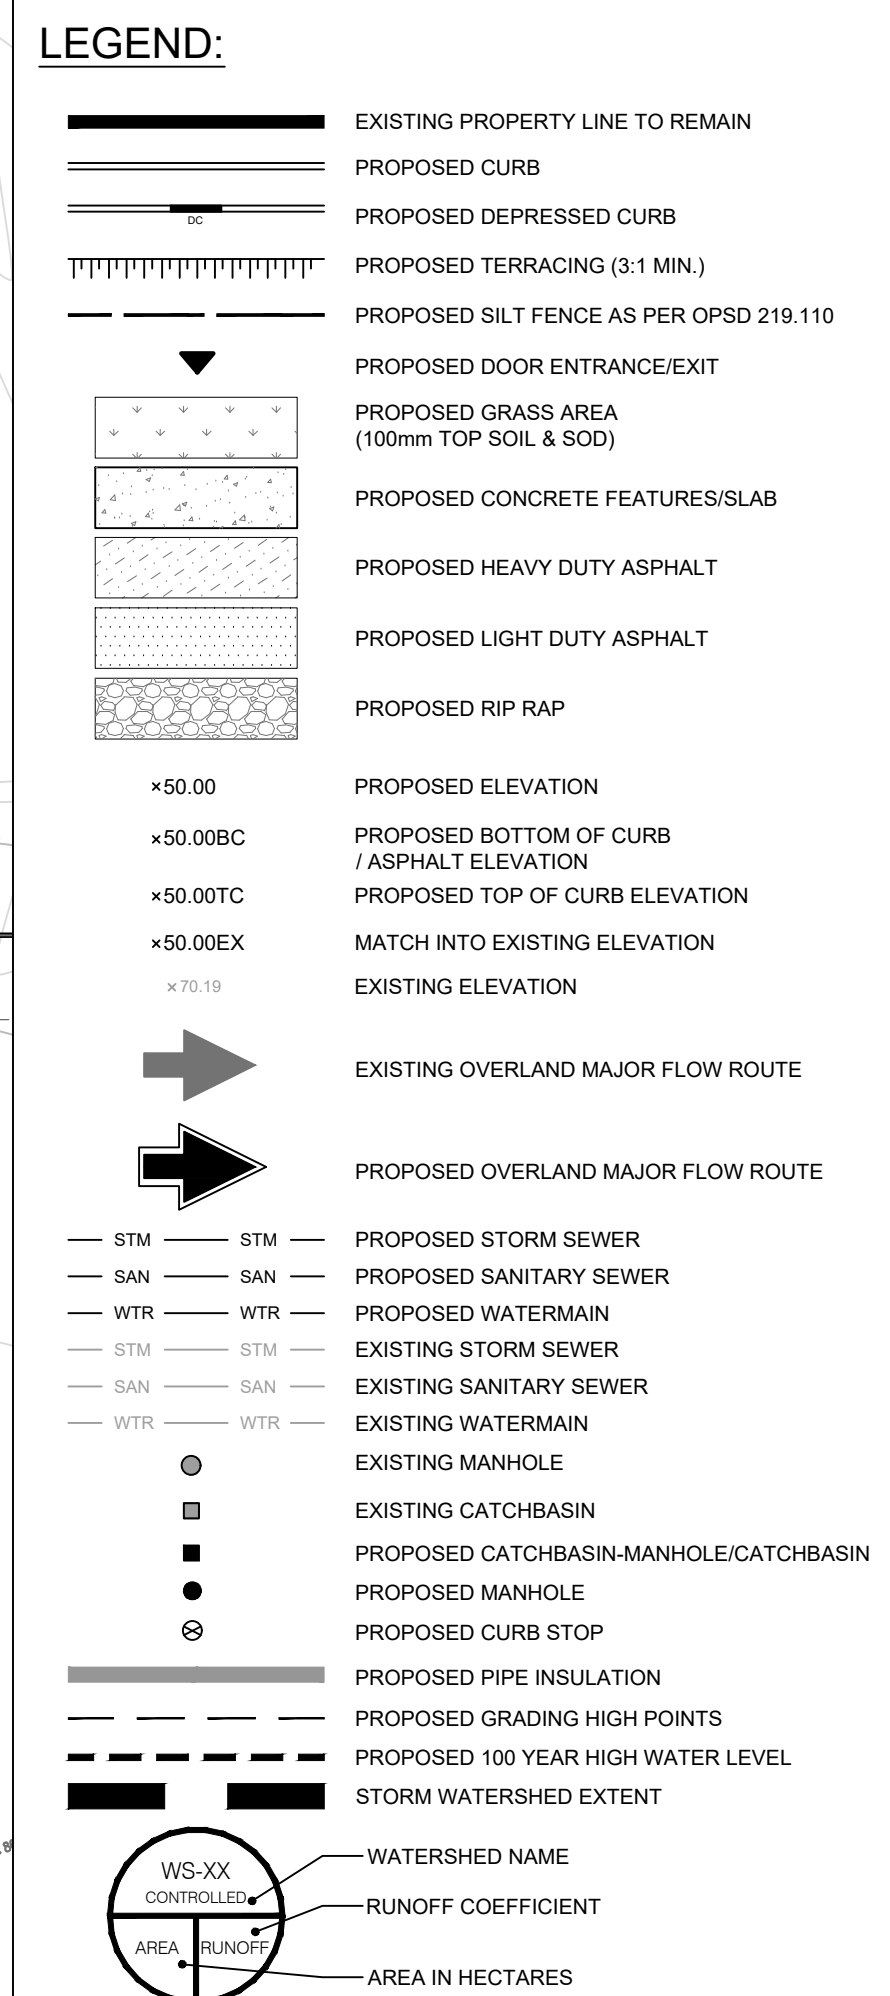 LEGEND:
EXISTING PROPERTY LINE TO REMAIN
PROPOSED CURB
DC
PROPOSED DEPRESSED CURB
PROPOSED TERRACING (3:1 MIN.)
PROPOSED SILT FENCE AS PER OPSD 219.110
PROPOSED DOOR ENTRANCE/EXIT
PROPOSED GRASS AREA
(100mm TOP SOIL & SOD)
PROPOSED CONCRETE FEATURES/SLAB
PROPOSED HEAVY DUTY ASPHALT
PROPOSED LIGHT DUTY ASPHALT
PROPOSED RIP RAP
×50.00 PROPOSED ELEVATION
×50.00BC PROPOSED BOTTOM OF CURB
/ ASPHALT ELEVATION
×50.00TC PROPOSED TOP OF CURB ELEVATION
×50.00EX MATCH INTO EXISTING ELEVATION
×70.19 EXISTING ELEVATION
EXISTING OVERLAND MAJOR FLOW ROUTE
PROPOSED OVERLAND MAJOR FLOW ROUTE
STM STM PROPOSED STORM SEWER
SAN SAN PROPOSED SANITARY SEWER
WTR WTR PROPOSED WATERMAIN
STM STM EXISTING STORM SEWER
SAN SAN EXISTING SANITARY SEWER
WTR WTR EXISTING WATERMAIN
EXISTING MANHOLE
EXISTING CATCHBASIN
PROPOSED CATCHBASIN-MANHOLE/CATCHBASIN
PROPOSED MANHOLE
PROPOSED CURB STOP
PROPOSED PIPE INSULATION
PROPOSED GRADING HIGH POINTS
PROPOSED 100 YEAR HIGH WATER LEVEL
STORM WATERSHED EXTENT
WS-XX
CONTROLLED
WATERSHED NAME
RUNOFF COEFFICIENT
AREA RUNOFF
AREA IN HECTARES